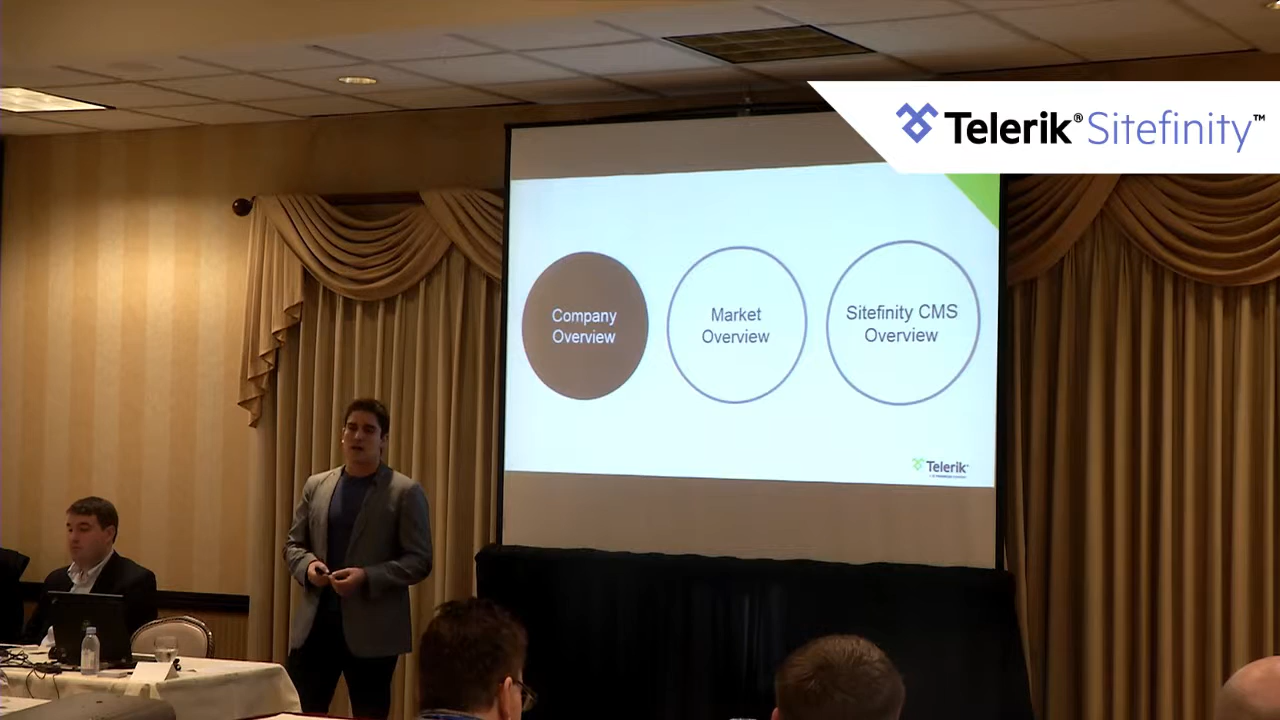 Telerik® Sitefinity™
Company
Overview
Market
Overview
Sitefinity CMS
Overview
Telerik